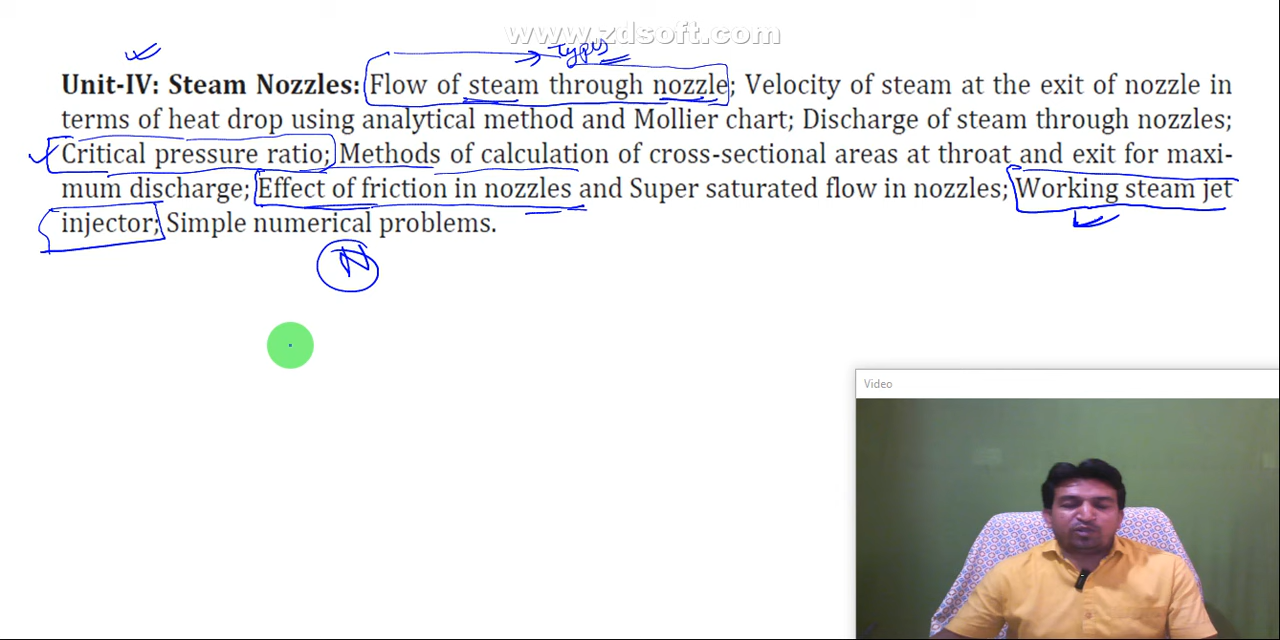 www.zdsoft.com
Types
Unit-IV: Steam Nozzles: Flow of steam through nozzle; Velocity of steam at the exit of nozzle in
terms of heat drop using analytical method and Mollier chart; Discharge of steam through nozzles;
Critical pressure ratio; Methods of calculation of cross-sectional areas at throat and exit for maxi-
mum discharge; Effect of friction in nozzles and Super saturated flow in nozzles; Working steam jet
injector; Simple numerical problems.
N
Video